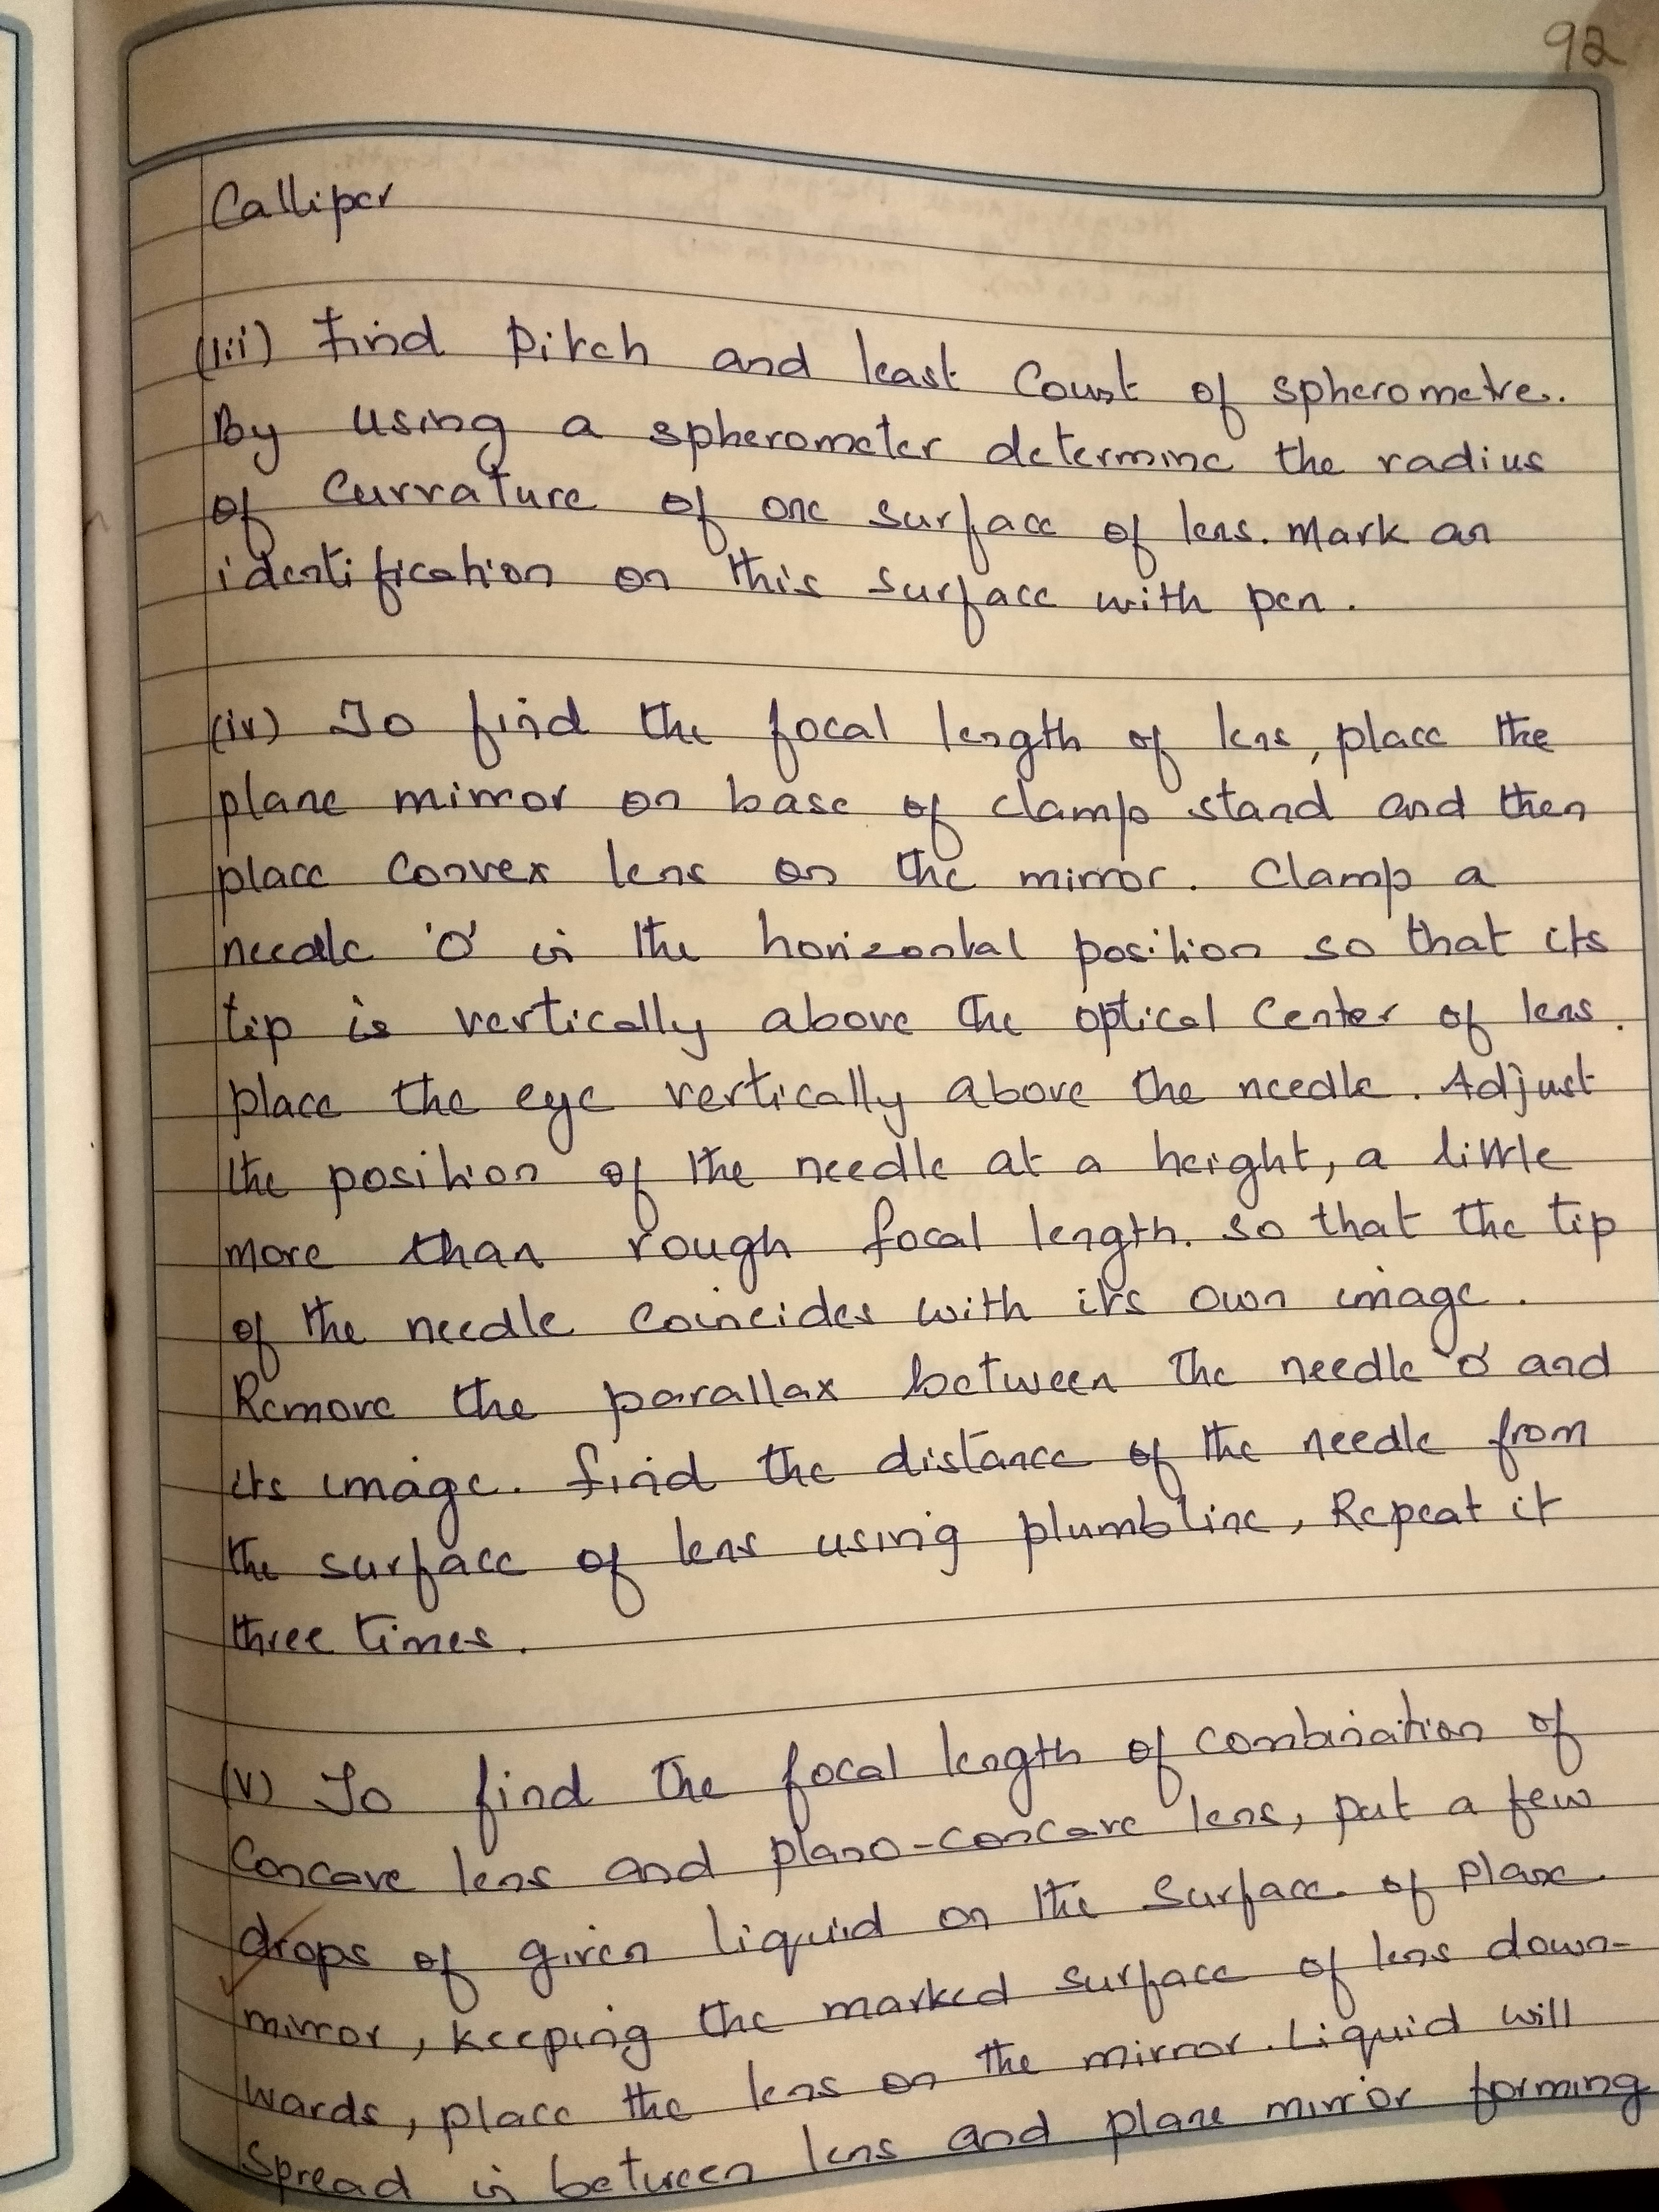 92
Calliper
(iii) Find Pitch and least Count of spherometre.
By using a spherometer determine the radius
of Currature of one surface of lens. Mark an
identification on this surface with pen.
(iv) To find the focal length of lens, place the
plane mirror on base of clamp stand and then
place Convex lens on the mirror. Clamp a
needle 'O' in the horizontal position so that its
tip is vertically above the optical Center of lens.
place the eye vertically above the needle. Adjust
the position of the needle at a height, a little
more than rough focal length. so that the tip
of the needle Coincides with its own image.
Remove the parallax between the needle 'O' and
its image. find the distance of the needle from
the surface of lens using plumbline, Repeat it
three times.
(v) To find the focal length of combination of
Concave lens and plano-concave lens, put a few
drops of given liquid on the Surface of plane
mirror, keeping the marked surface of lens down-
wards, place the lens on the mirror. Liquid will
Spread in between lens and plane mirror forming